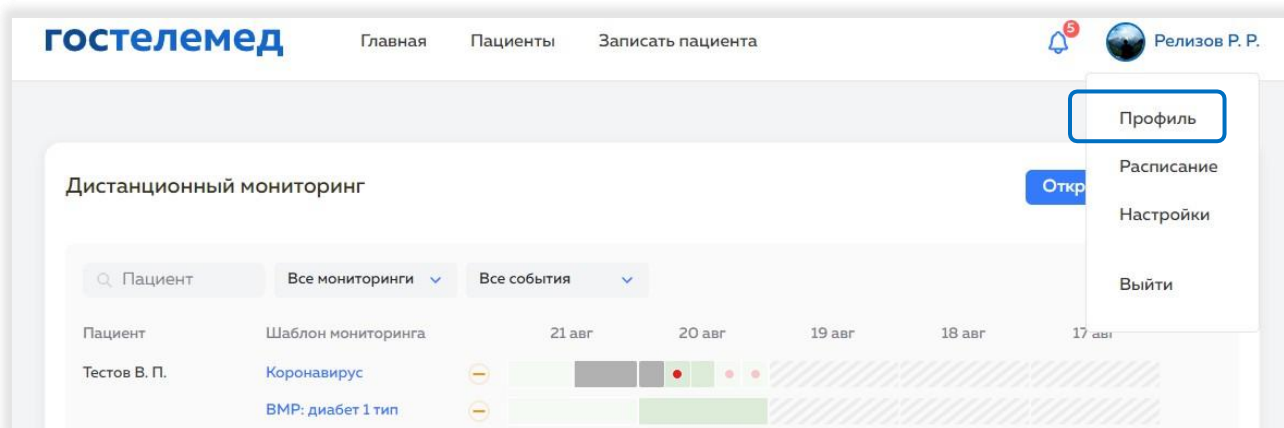 гостелемед Главная Пациенты Записать пациента 5 Релизов Р. Р.
Профиль
Расписание
Настройки
Выйти
Дистанционный мониторинг
Пациент Все мониторинги Все события
Пациент Шаблон мониторинга 21 авг 20 авг 19 авг 18 авг 17 авг
Тестов В. П. Коронавирус
ВМР: диабет 1 тип